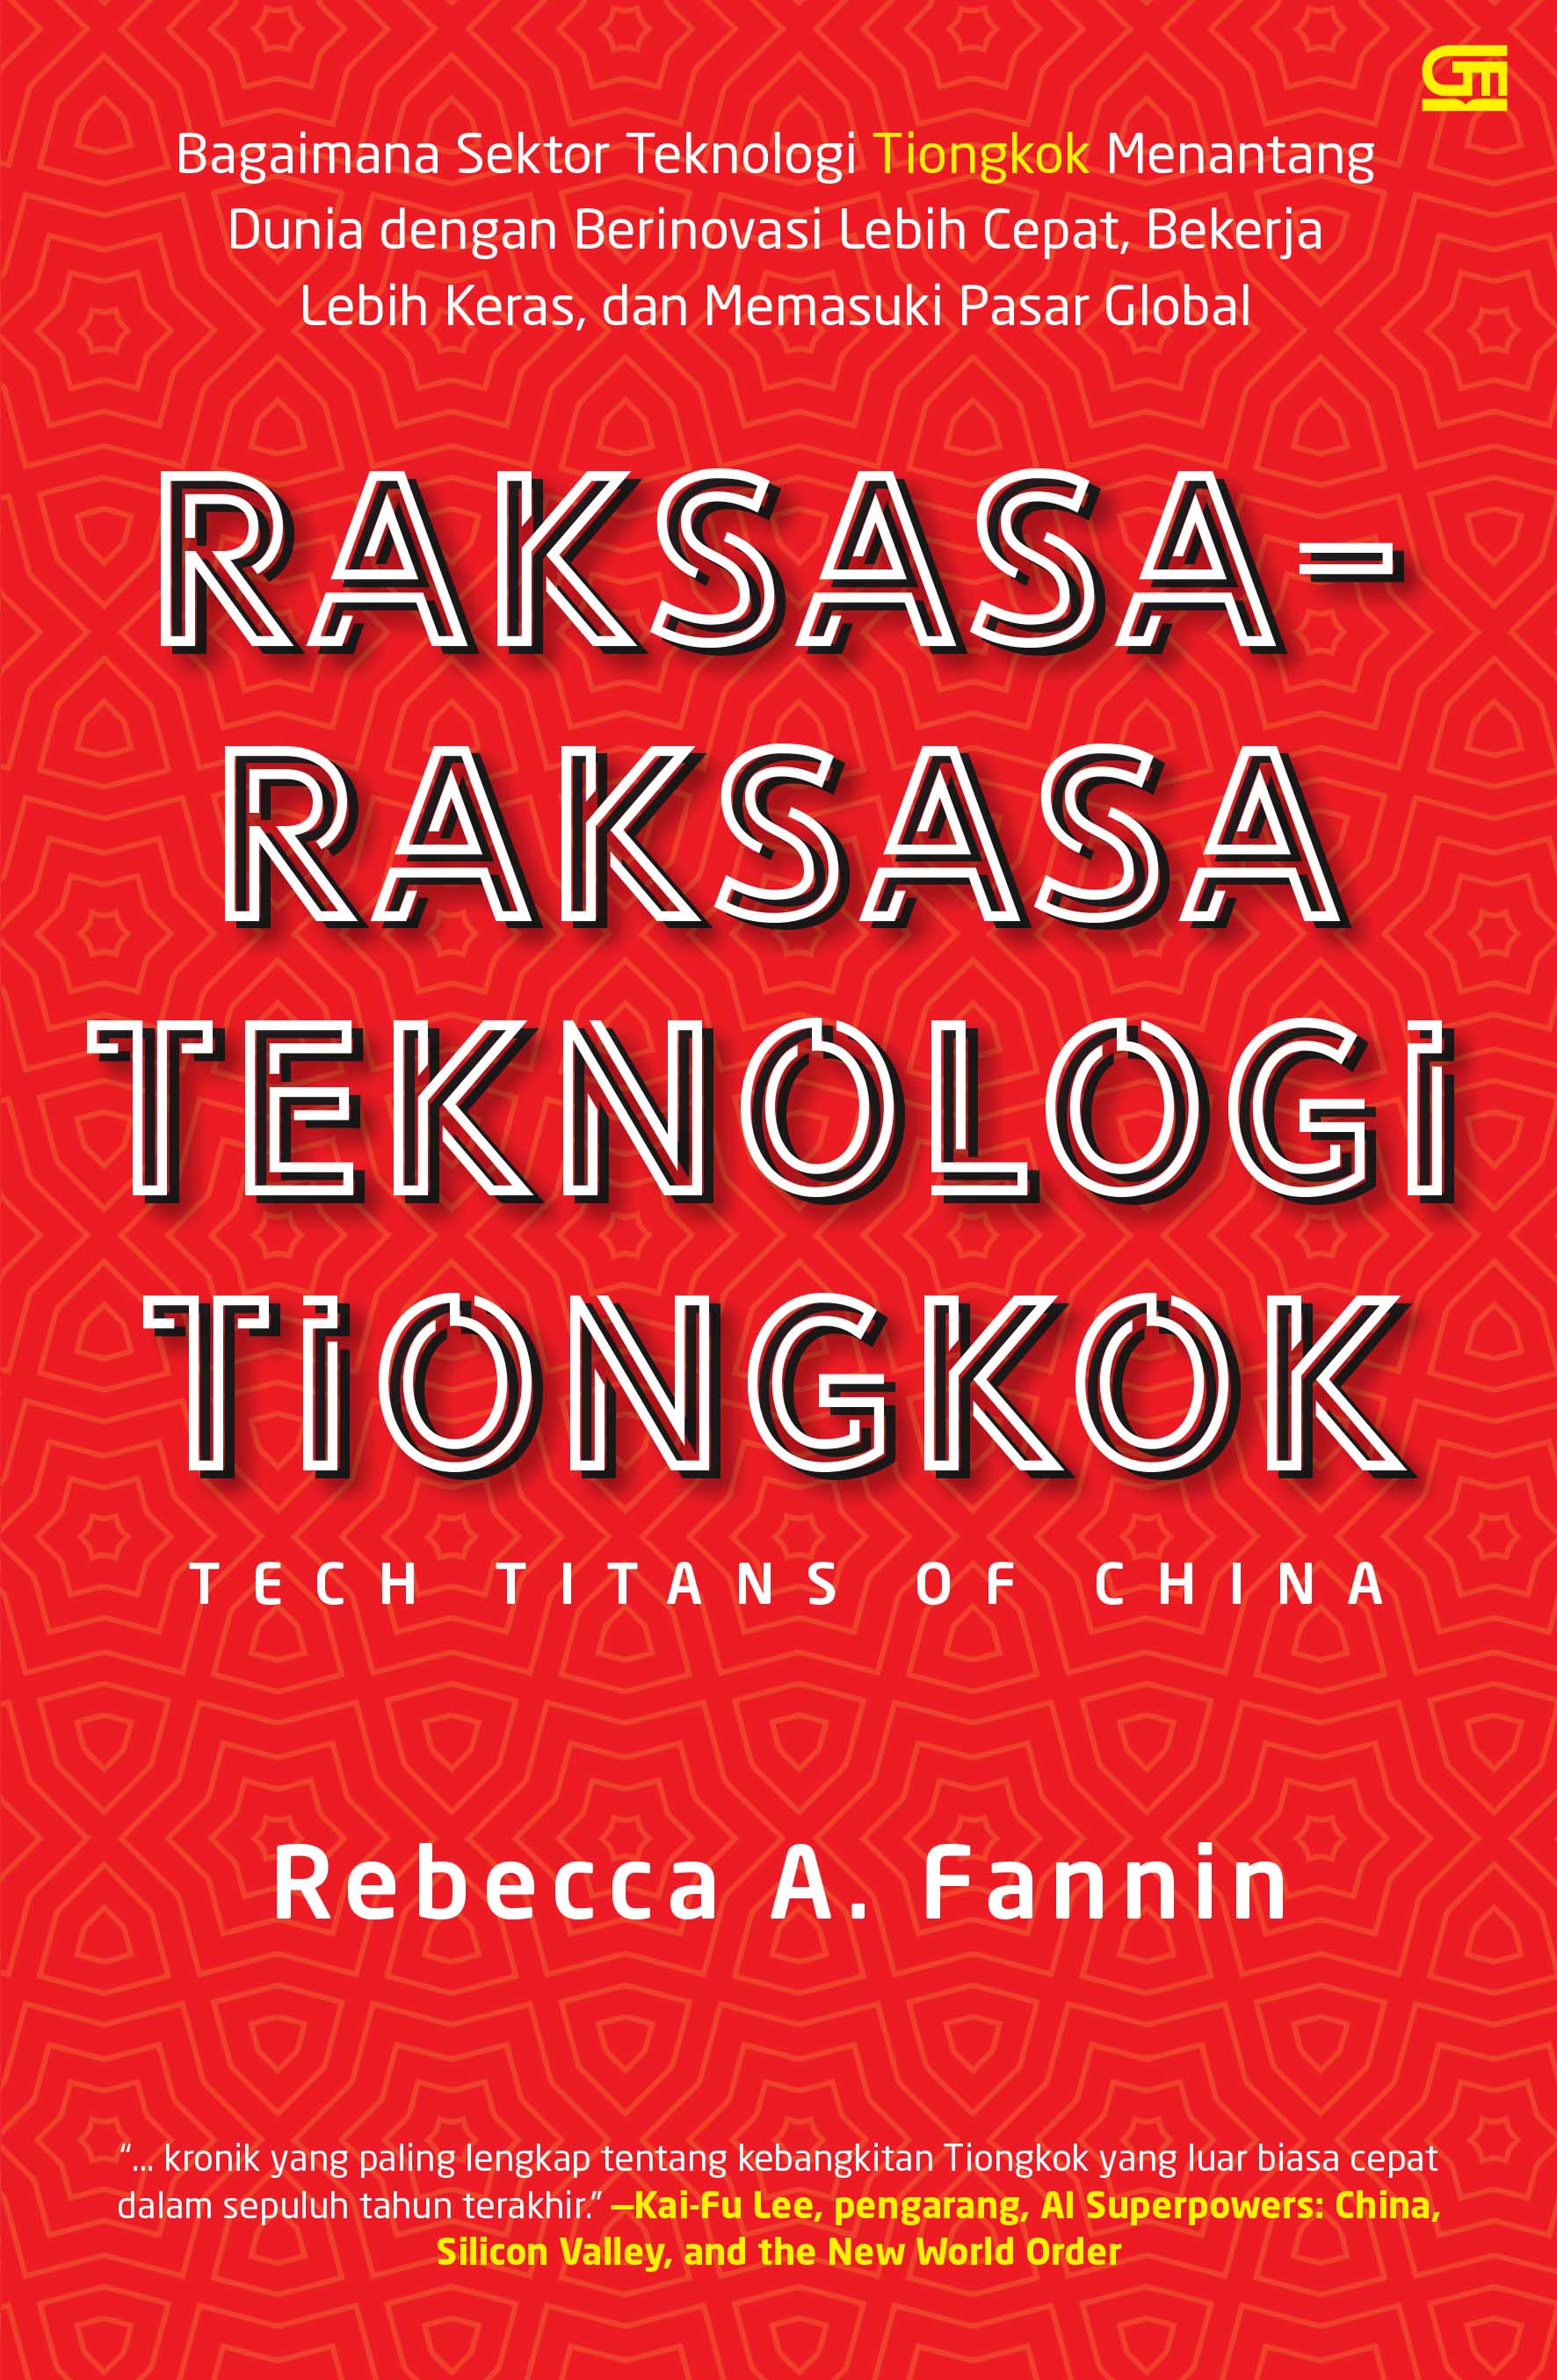 Bagaimana Sektor Teknologi Tiongkok Menantang
Dunia dengan Berinovasi Lebih Cepat, Bekerja
Lebih Keras, dan Memasuki Pasar Global
RAKSASA-
RAKSASA
TEKNOLOGi
TiONGKOK
TECH TITANS OF CHINA
Rebecca A. Fannin
“... kronik yang paling lengkap tentang kebangkitan Tiongkok yang luar biasa cepat
dalam sepuluh tahun terakhir.” —Kai-Fu Lee, pengarang, AI Superpowers: China,
Silicon Valley, and the New World Order